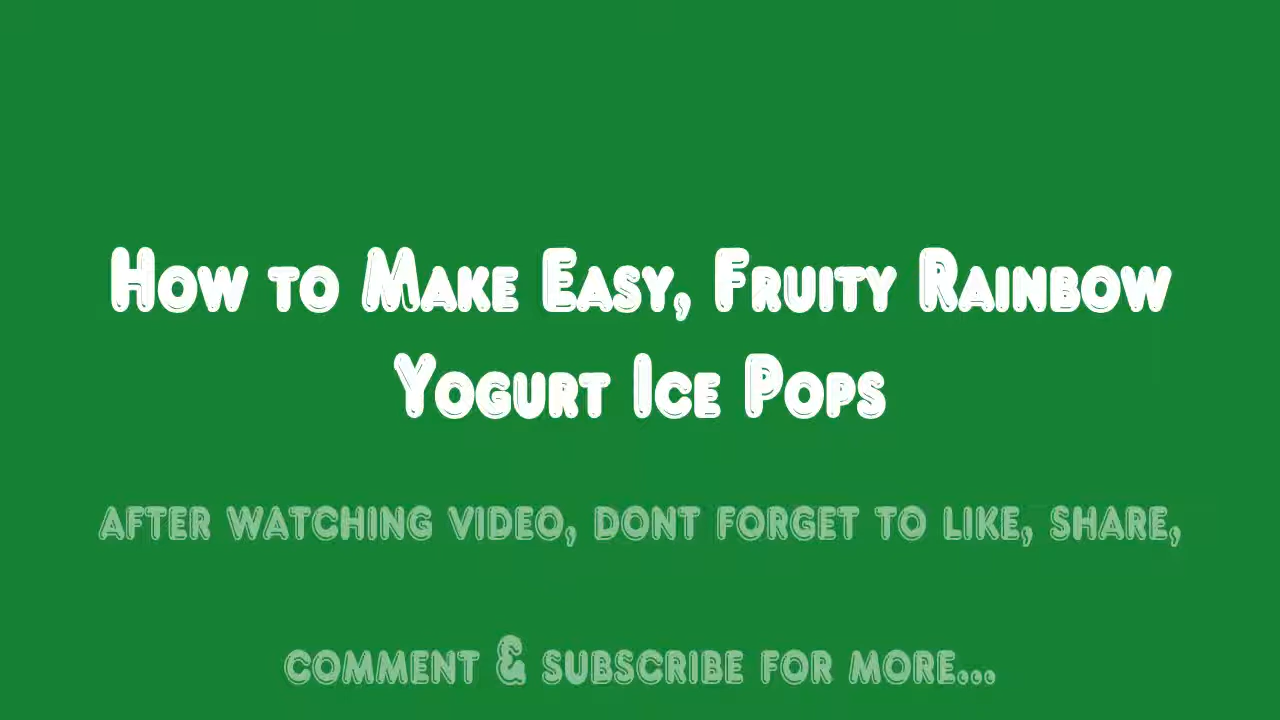 How to Make Easy, Fruity Rainbow
Yogurt Ice Pops
after watching video, dont forget to like, share,
comment & subscribe for more...